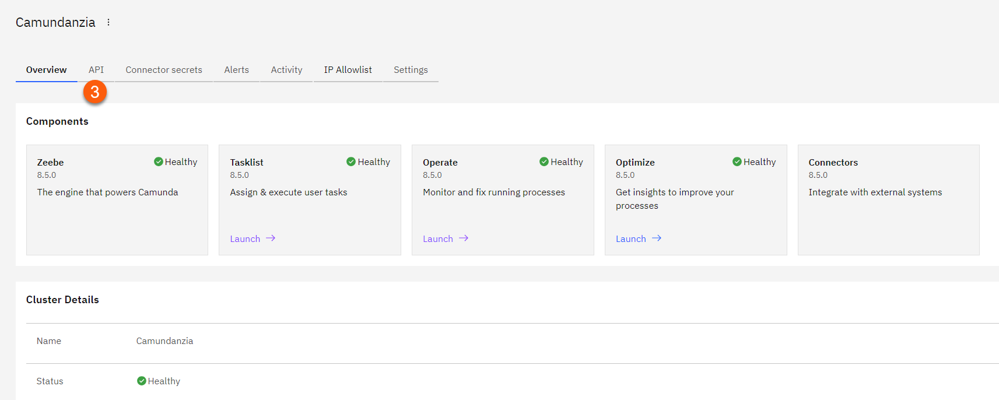 Camundanzia
Overview API Connector secrets Alerts Activity IP Allowlist Settings
3
Components
Zeebe Healthy
8.5.0
The engine that powers Camunda
Tasklist Healthy
8.5.0
Assign & execute user tasks
Launch
Operate Healthy
8.5.0
Monitor and fix running processes
Launch
Optimize Healthy
8.5.0
Get insights to improve your
processes
Launch
Connectors
8.5.0
Integrate with external systems
Cluster Details
Name Camundanzia
Status Healthy